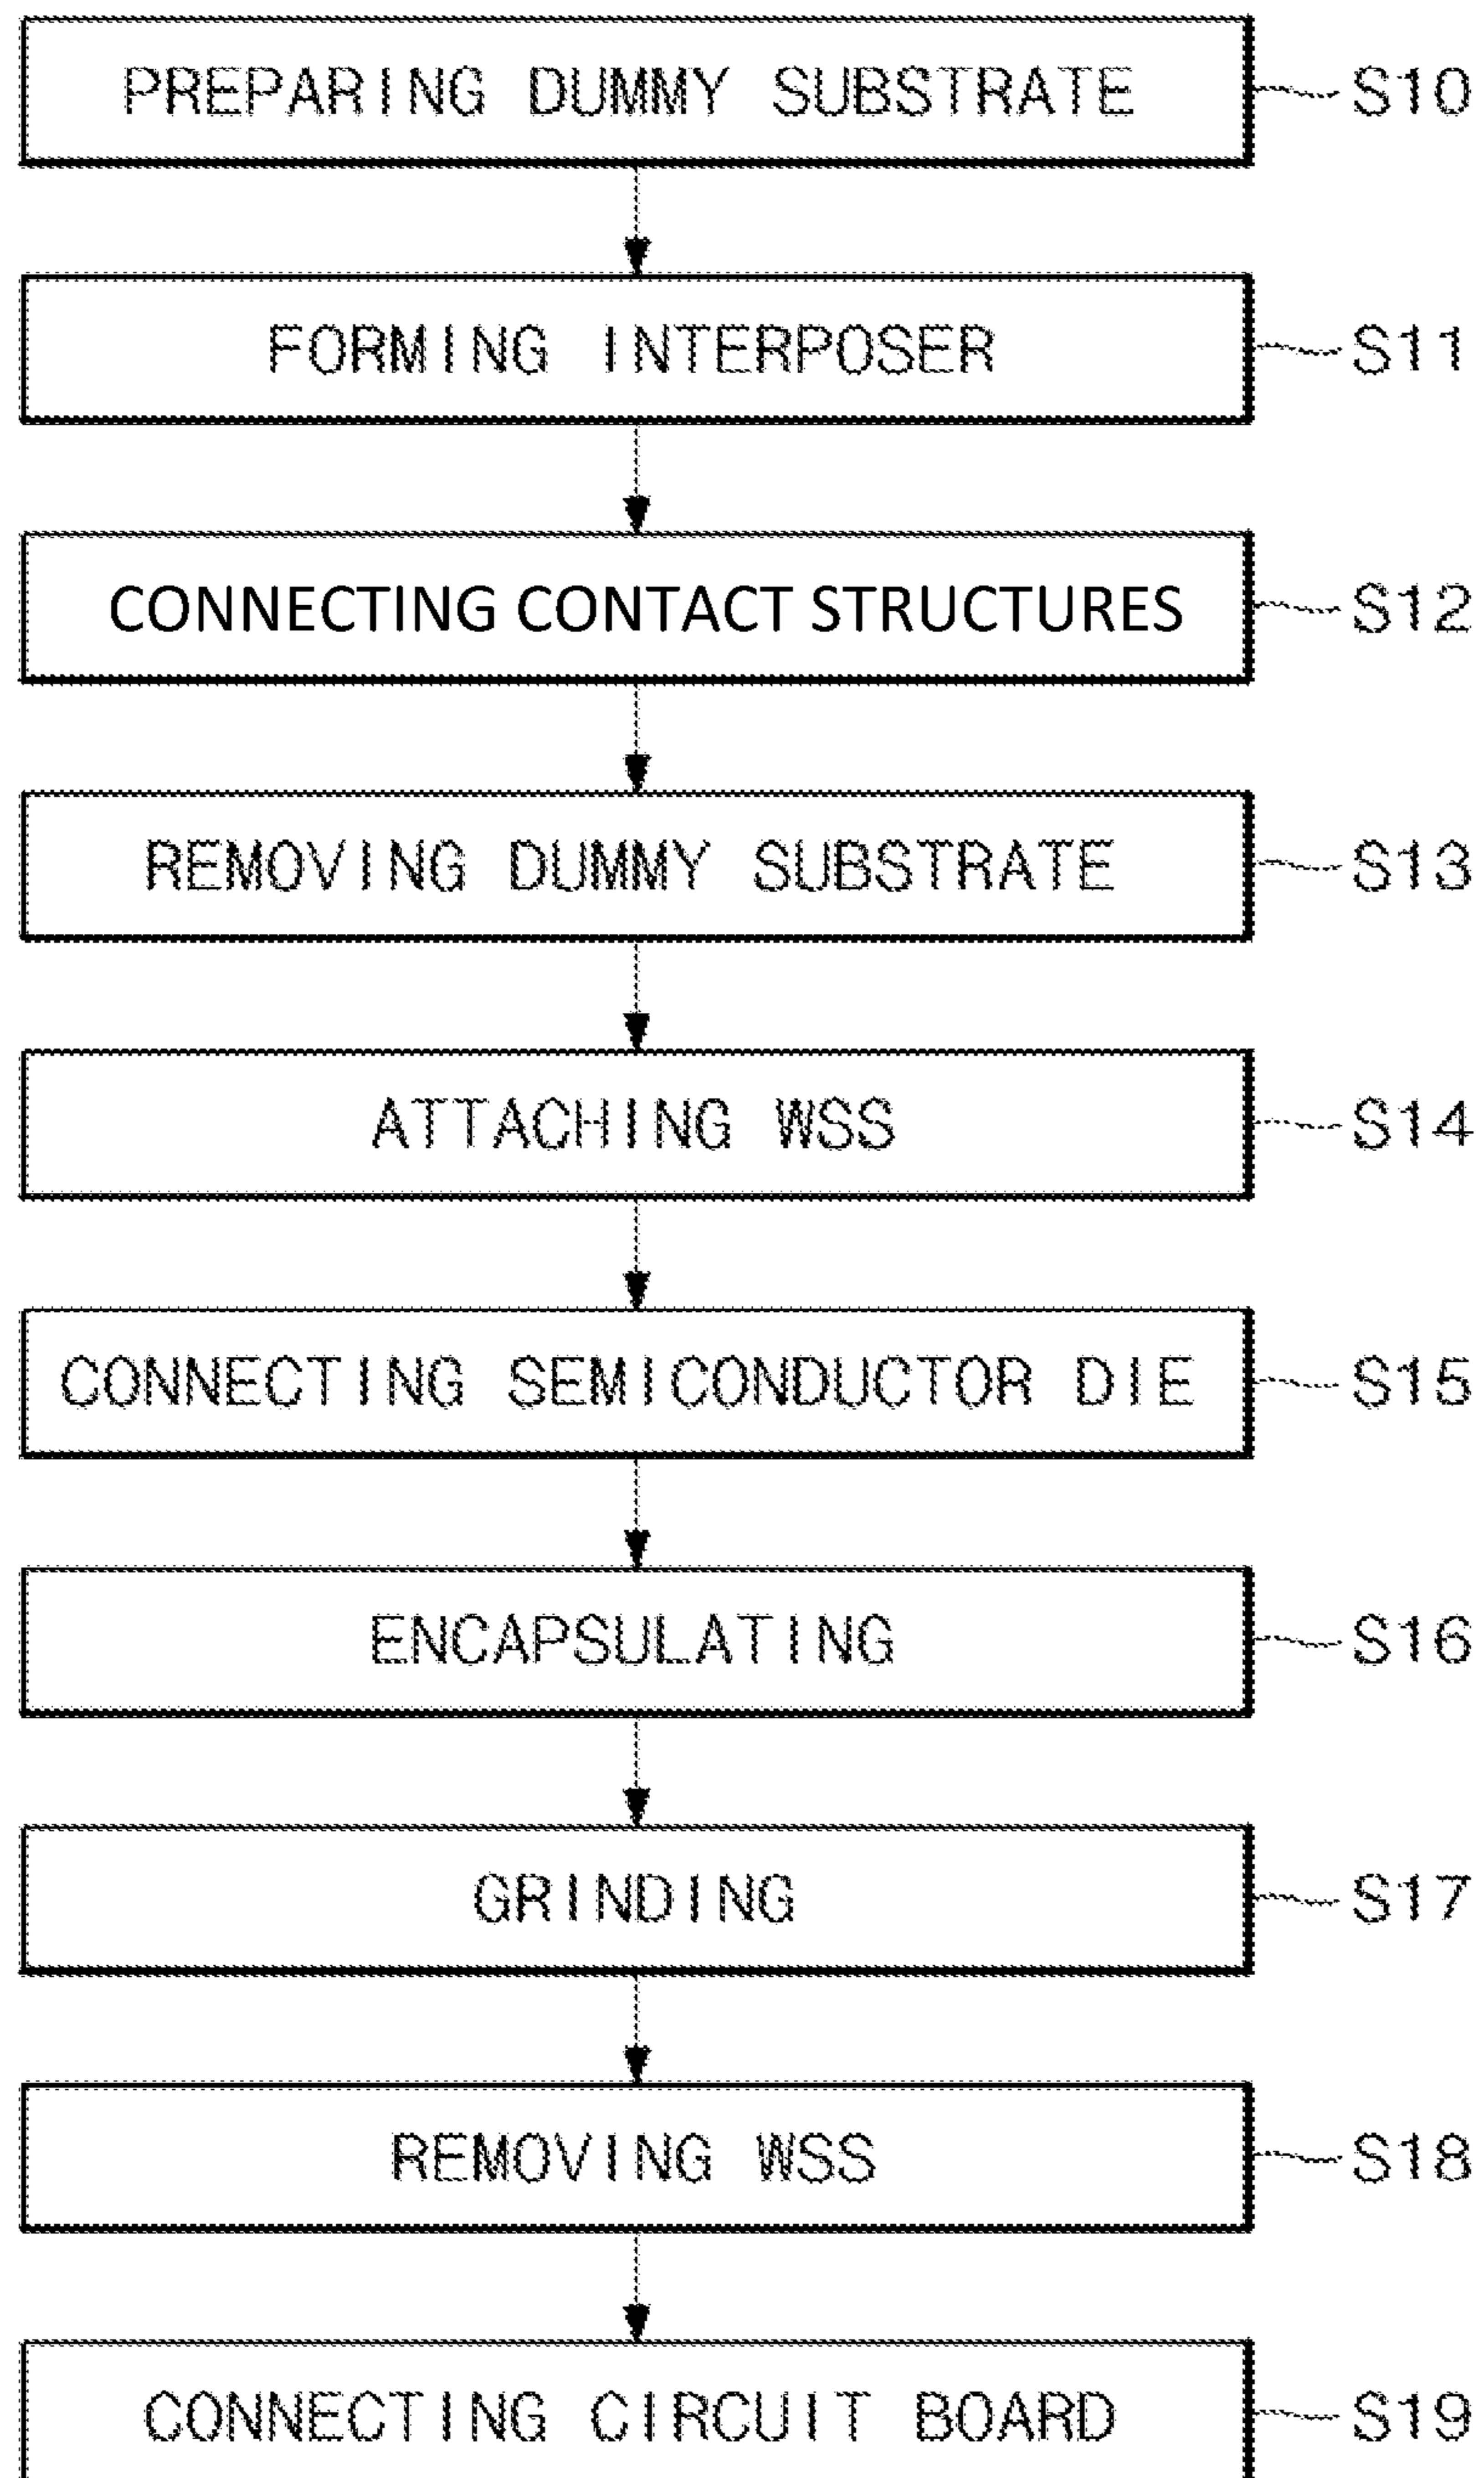 PREPARING DUMMY SUBSTRATE S10
FORMING INTERPOSER S11
CONNECTING CONTACT STRUCTURES S12
REMOVING DUMMY SUBSTRATE S13
ATTACHING WSS S14
CONNECTING SEMICONDUCTOR DIE S15
ENCAPSULATING S16
GRINDING S17
REMOVING WSS S18
CONNECTING CIRCUIT BOARD S19